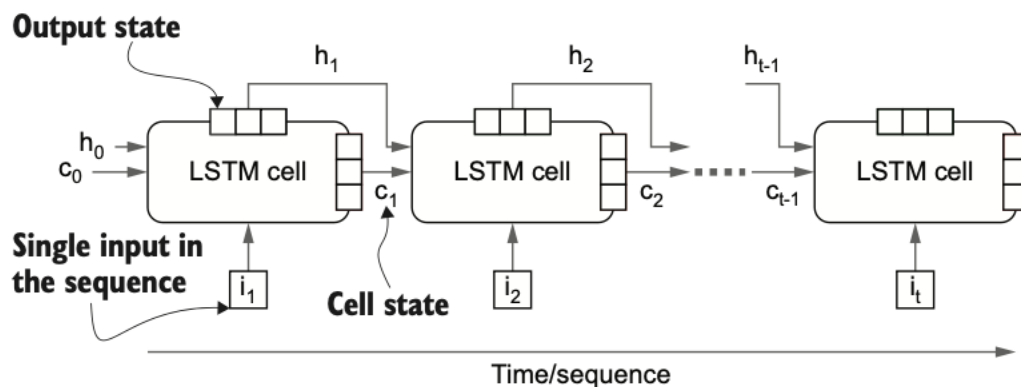 Output state
h₁
h₂
hₜ₋₁
h₀
c₀
LSTM cell
LSTM cell
LSTM cell
c₁
c₂
cₜ₋₁
Single input in
the sequence
i₁
Cell state
i₂
iₜ
Time/sequence